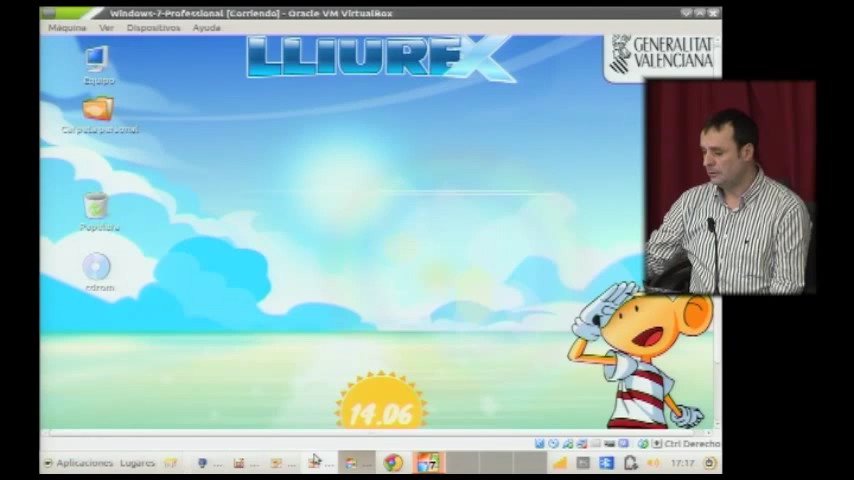 Windows-7-Professional [Corriendo] - Oracle VM VirtualBox
Máquina Ver Dispositivos Ayuda
LLIUREX
GENERALITAT
VALENCIANA
Equipo
Carpeta personal
Papelera
cdrom
14.06
Ctrl Derecho
Aplicaciones Lugares
7
17:17